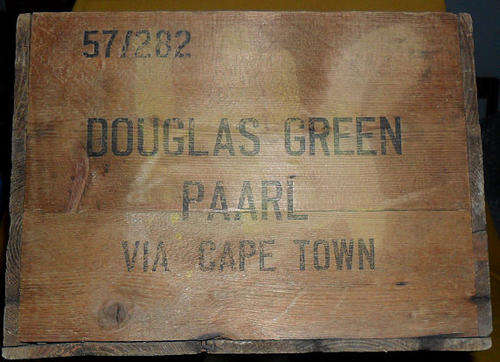 57/282
DOUGLAS GREEN
PAARL
VIA CAPE TOWN